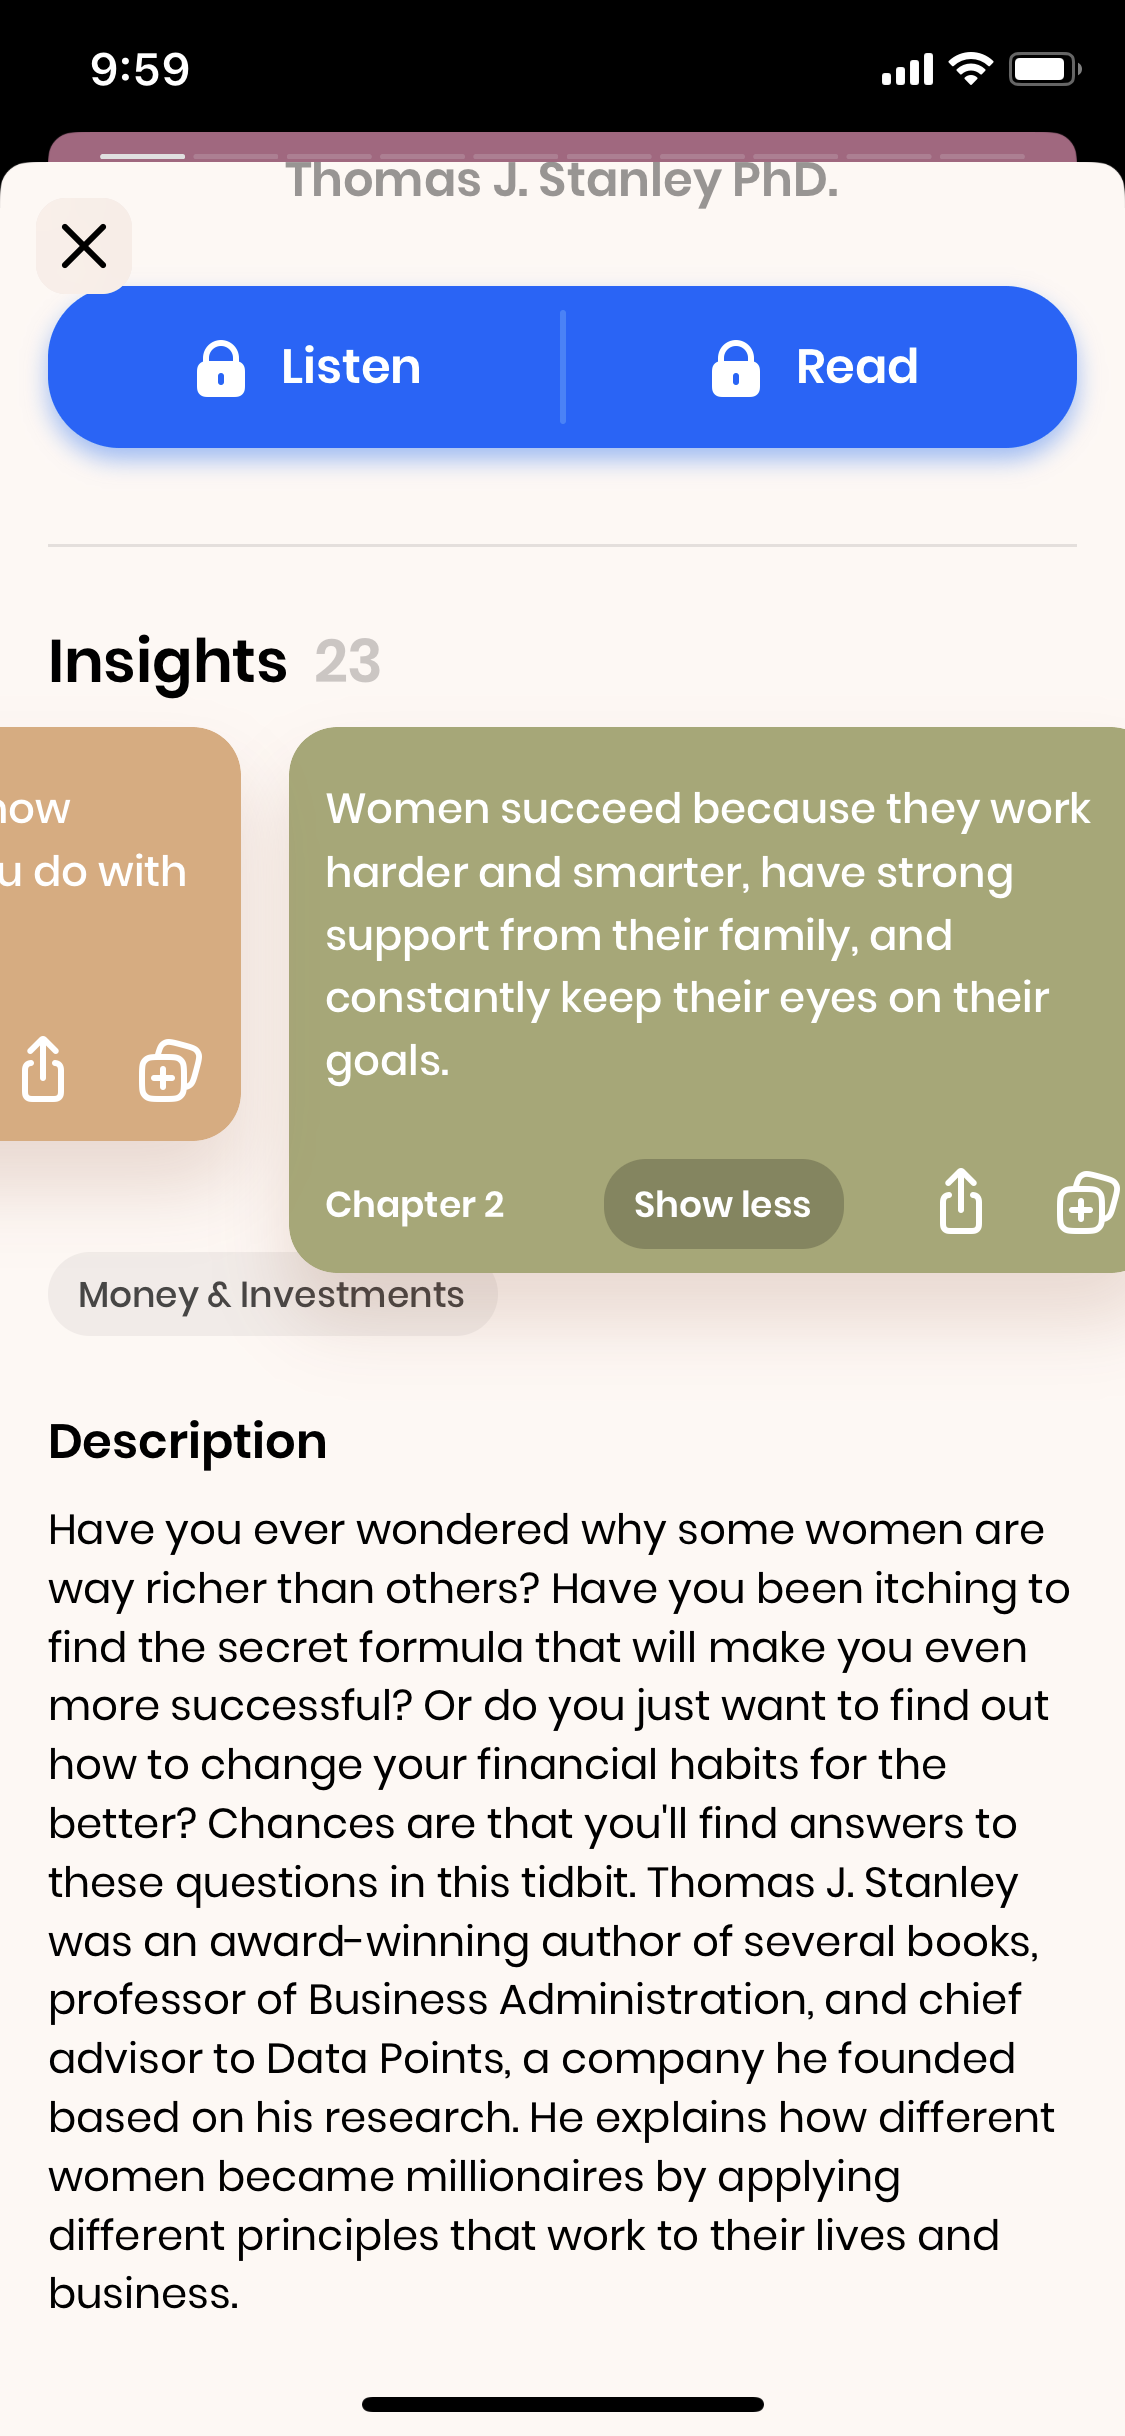 9:59
Thomas J. Stanley PhD.
Listen
Read
Insights 23
u do with
Women succeed because they work
harder and smarter, have strong
support from their family, and
constantly keep their eyes on their
goals.
Chapter 2
Show less
Money & Investments
Description
Have you ever wondered why some women are
way richer than others? Have you been itching to
find the secret formula that will make you even
more successful? Or do you just want to find out
how to change your financial habits for the
better? Chances are that you'll find answers to
these questions in this tidbit. Thomas J. Stanley
was an award-winning author of several books,
professor of Business Administration, and chief
advisor to Data Points, a company he founded
based on his research. He explains how different
women became millionaires by applying
different principles that work to their lives and
business.